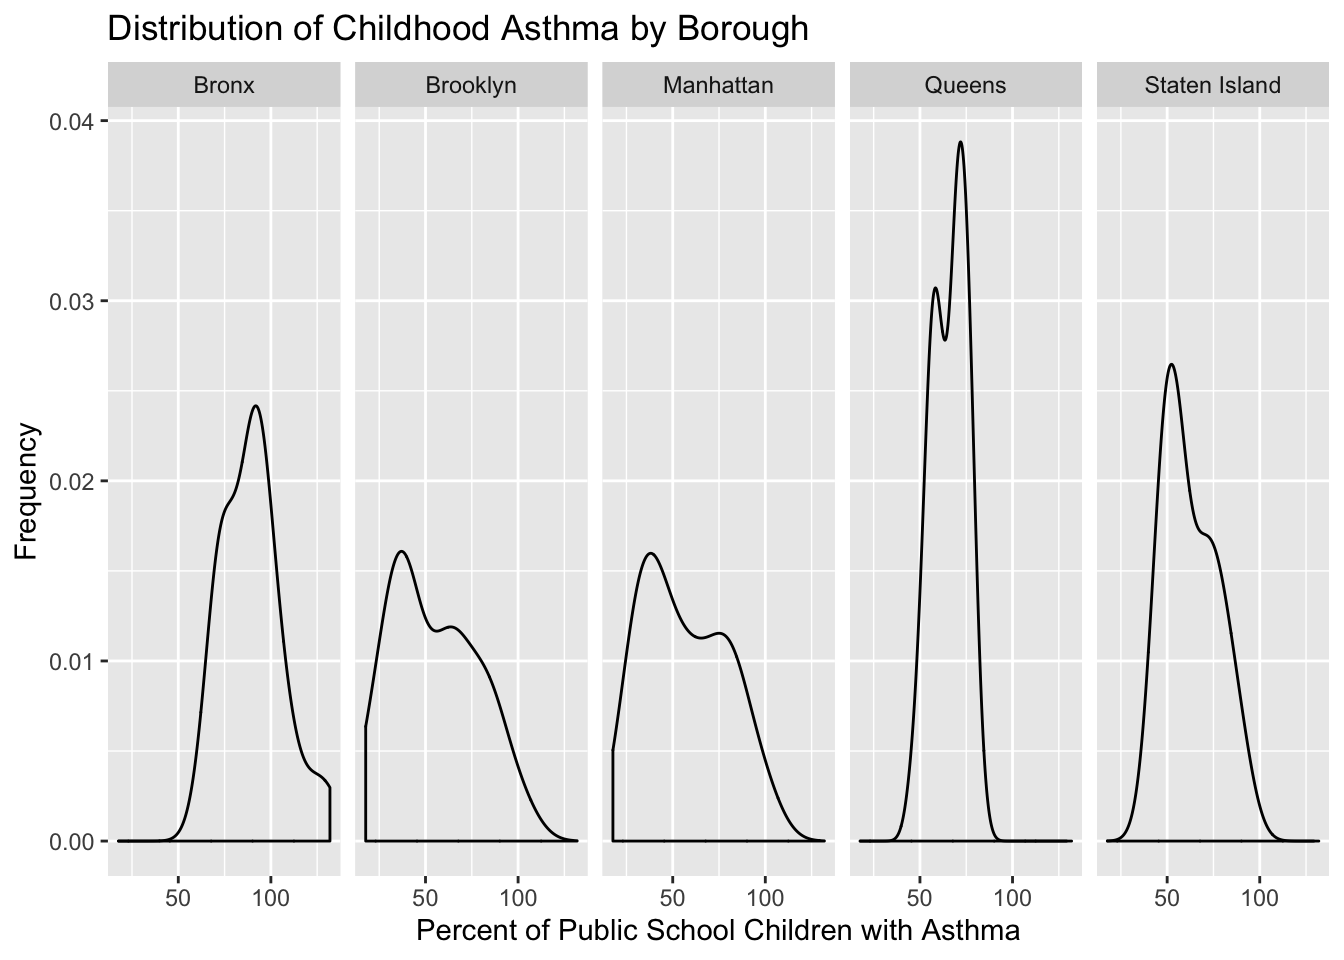 Distribution of Childhood Asthma by Borough
Bronx Brooklyn Manhattan Queens Staten Island
0.04
0.03
0.02
0.01
0.00
Frequency
50 100 50 100 50 100 50 100 50 100
Percent of Public School Children with Asthma